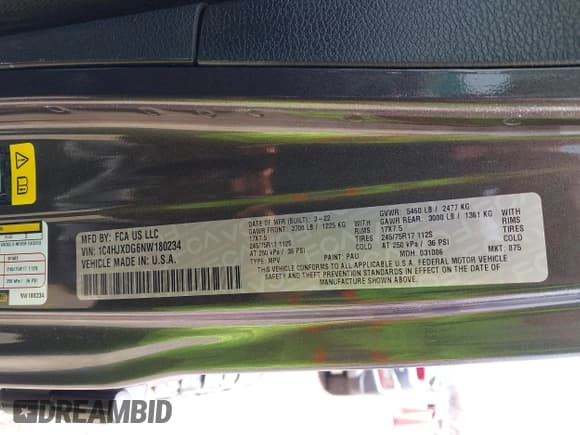 MFD BY: FCA US LLC
VIN: 1C4HJXDG6NW180234
VEHICLE MADE IN: U.S.A.
DATE OF MFR (BUILT): 3-22
GAWR FRONT: 2700 LB / 1225 KG WITH
17X7.5 RIMS
245/75R17 112S TIRES
AT 250 kPa / 36 PSI COLD
TYPE: MPV PAINT: PAU
GVWR: 5460 LB / 2477 KG
GAWR REAR: 3000 LB / 1361 KG WITH
17X7.5 RIMS
245/75R17 112S TIRES
AT 250 kPa / 36 PSI COLD
MDH: 031006 MKT: 875
THIS VEHICLE CONFORMS TO ALL APPLICABLE U.S.A. FEDERAL MOTOR VEHICLE
SAFETY AND THEFT PREVENTION STANDARDS IN EFFECT ON THE DATE OF
MANUFACTURE SHOWN ABOVE.
NW180234
DREAMBID